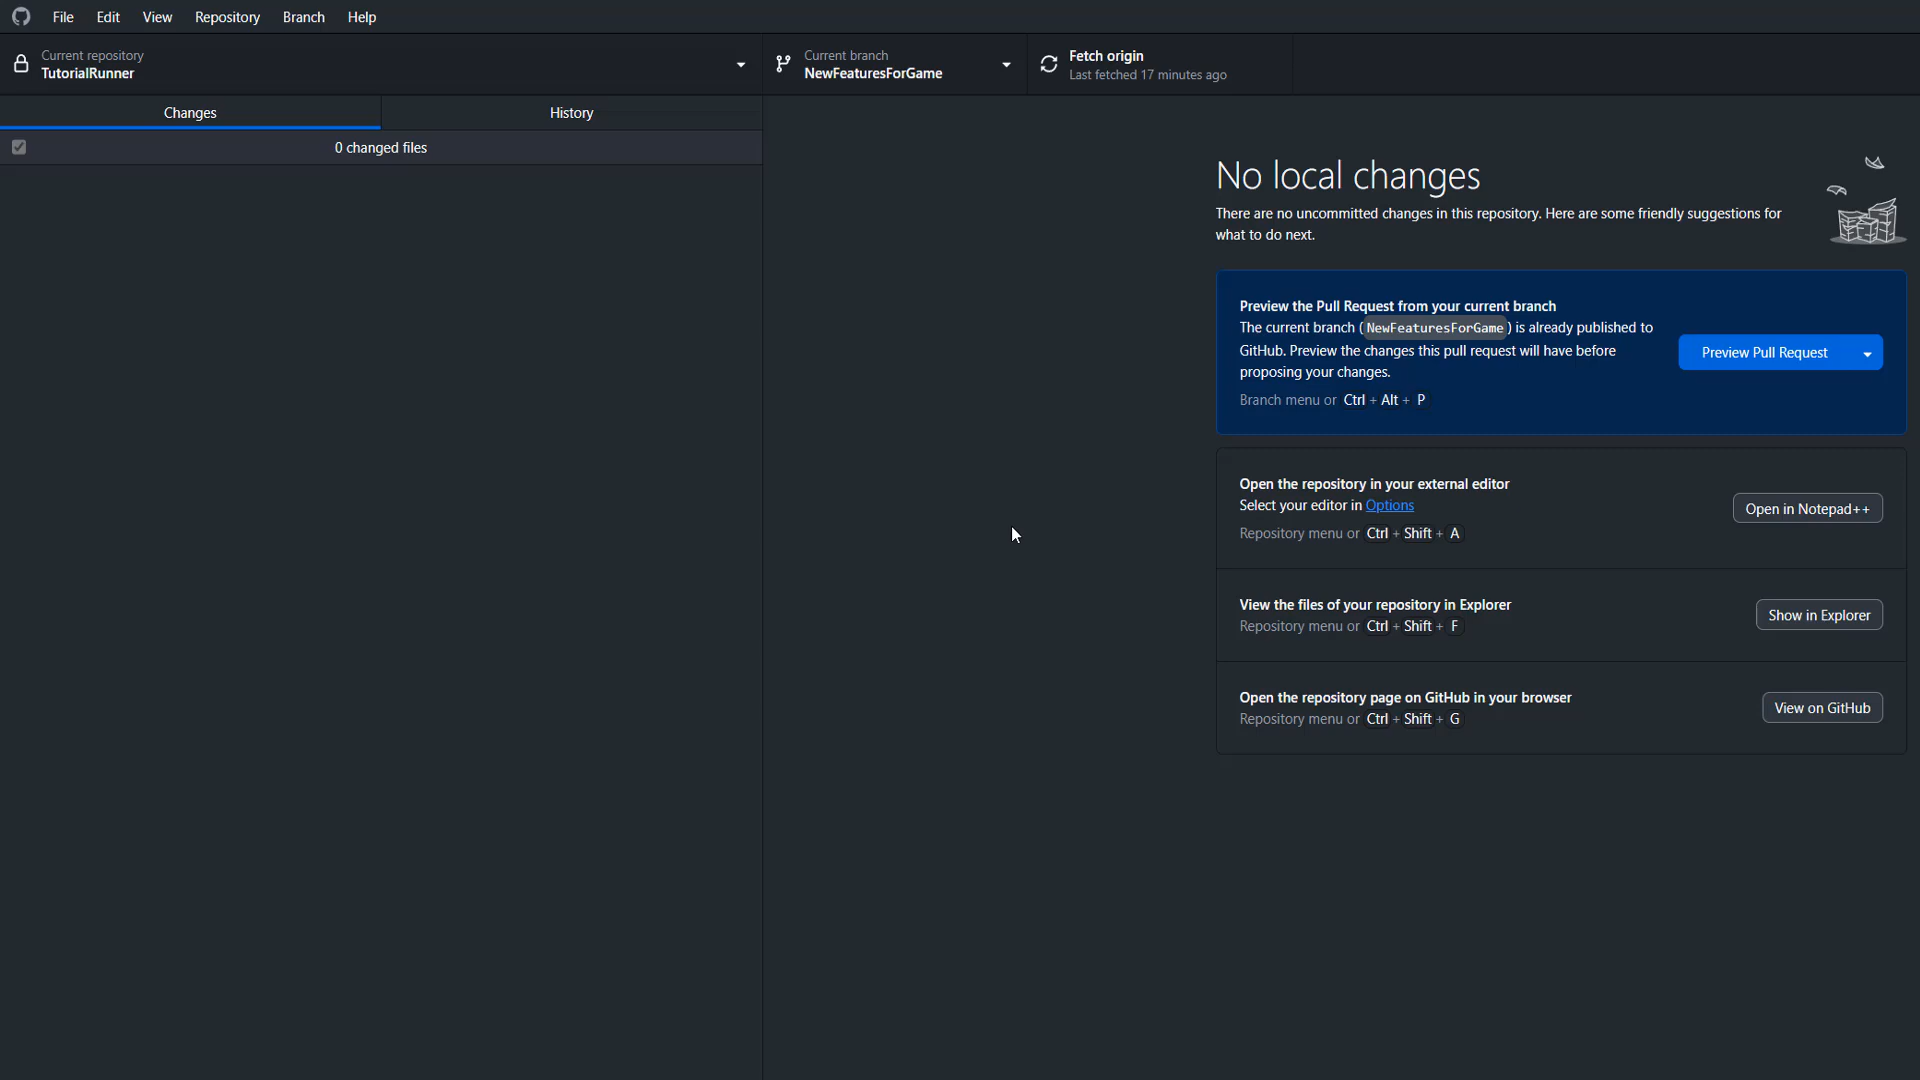 File Edit View Repository Branch Help
Current repository
TutorialRunner
Current branch
NewFeaturesForGame
Fetch origin
Last fetched 17 minutes ago
Changes History
0 changed files
No local changes
There are no uncommitted changes in this repository. Here are some friendly suggestions for
what to do next.
Preview the Pull Request from your current branch
The current branch ( NewFeaturesForGame ) is already published to
GitHub. Preview the changes this pull request will have before
proposing your changes.
Branch menu or Ctrl + Alt + P
Preview Pull Request
Open the repository in your external editor
Select your editor in Options
Repository menu or Ctrl + Shift + A
Open in Notepad++
View the files of your repository in Explorer
Repository menu or Ctrl + Shift + F
Show in Explorer
Open the repository page on GitHub in your browser
Repository menu or Ctrl + Shift + G
View on GitHub